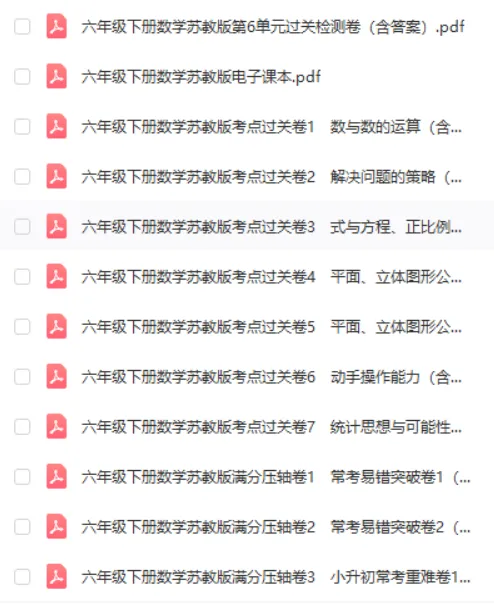 六年级下册数学苏教版第6单元过关检测卷（含答案）.pdf
六年级下册数学苏教版电子课本.pdf
六年级下册数学苏教版考点过关卷1 数与数的运算（含...
六年级下册数学苏教版考点过关卷2 解决问题的策略（...
六年级下册数学苏教版考点过关卷3 式与方程、正比例...
六年级下册数学苏教版考点过关卷4 平面、立体图形公...
六年级下册数学苏教版考点过关卷5 平面、立体图形公...
六年级下册数学苏教版考点过关卷6 动手操作能力（含...
六年级下册数学苏教版考点过关卷7 统计思想与可能性...
六年级下册数学苏教版满分压轴卷1 常考易错突破卷1（...
六年级下册数学苏教版满分压轴卷2 常考易错突破卷2（...
六年级下册数学苏教版满分压轴卷3 小升初常考重难卷1...